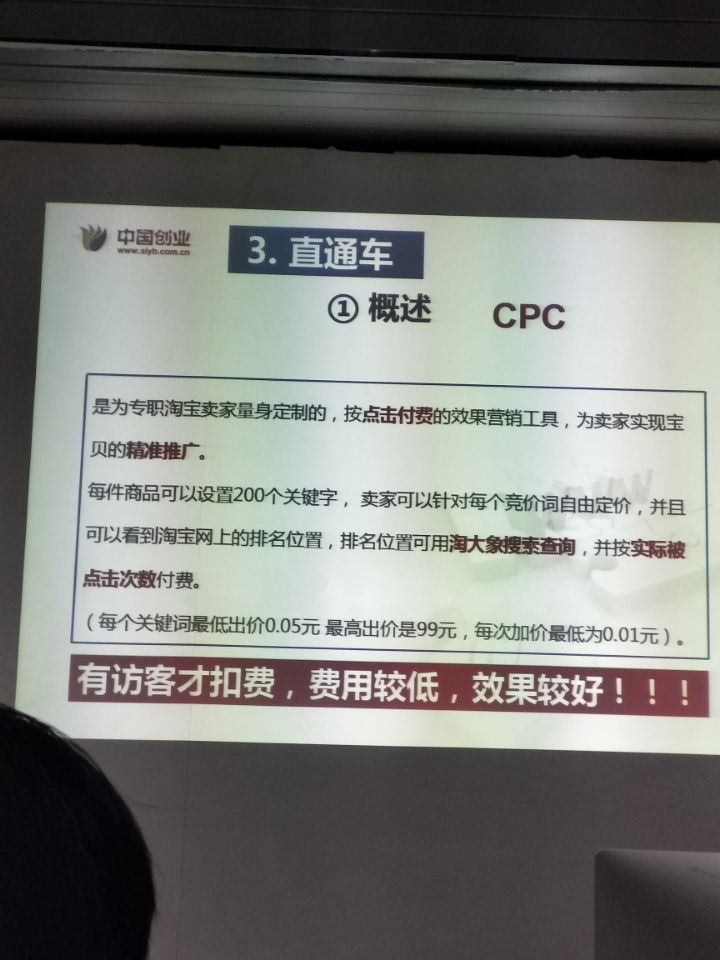 中国创业
www.siyb.com.cn
3. 直通车
① 概述 CPC
是为专职淘宝卖家量身定制的，按点击付费的效果营销工具，为卖家实现宝
贝的精准推广。
每件商品可以设置200个关键字， 卖家可以针对每个竞价词自由定价，并且
可以看到淘宝网上的排名位置，排名位置可用淘大象搜索查询，并按实际被
点击次数付费。
（每个关键词最低出价0.05元 最高出价是99元，每次加价最低为0.01元）。
有访客才扣费，费用较低，效果较好！！！